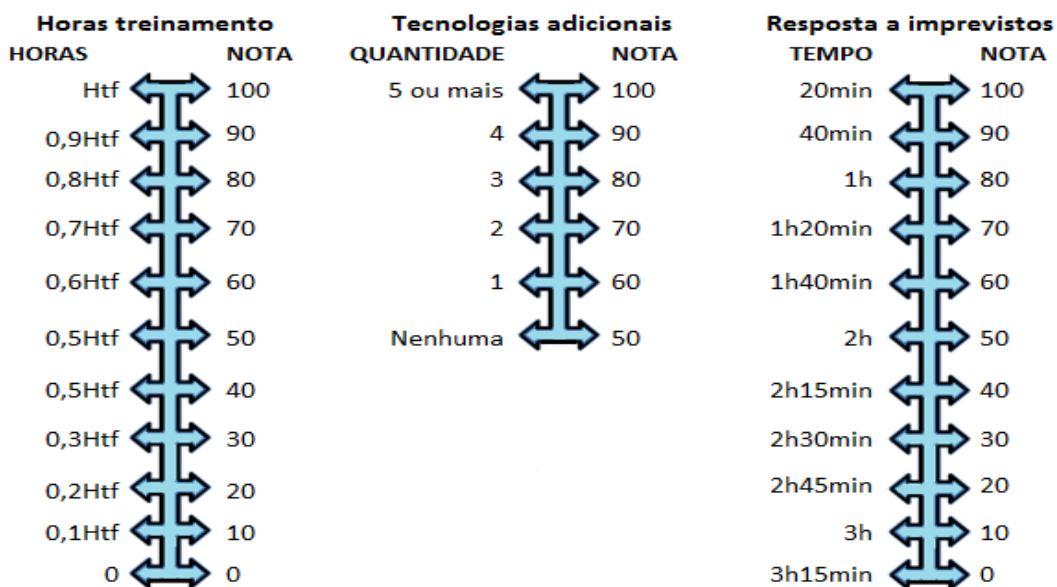 Horas treinamento Tecnologias adicionais Resposta a imprevistos
HORAS NOTA QUANTIDADE NOTA TEMPO NOTA
Htf 100 5 ou mais 100 20min 100
0,9Htf 90 4 90 40min 90
0,8Htf 80 3 80 1h 80
0,7Htf 70 2 70 1h20min 70
0,6Htf 60 1 60 1h40min 60
0,5Htf 50 Nenhuma 50 2h 50
0,5Htf 40 2h15min 40
0,3Htf 30 2h30min 30
0,2Htf 20 2h45min 20
0,1Htf 10 3h 10
0 0 3h15min 0